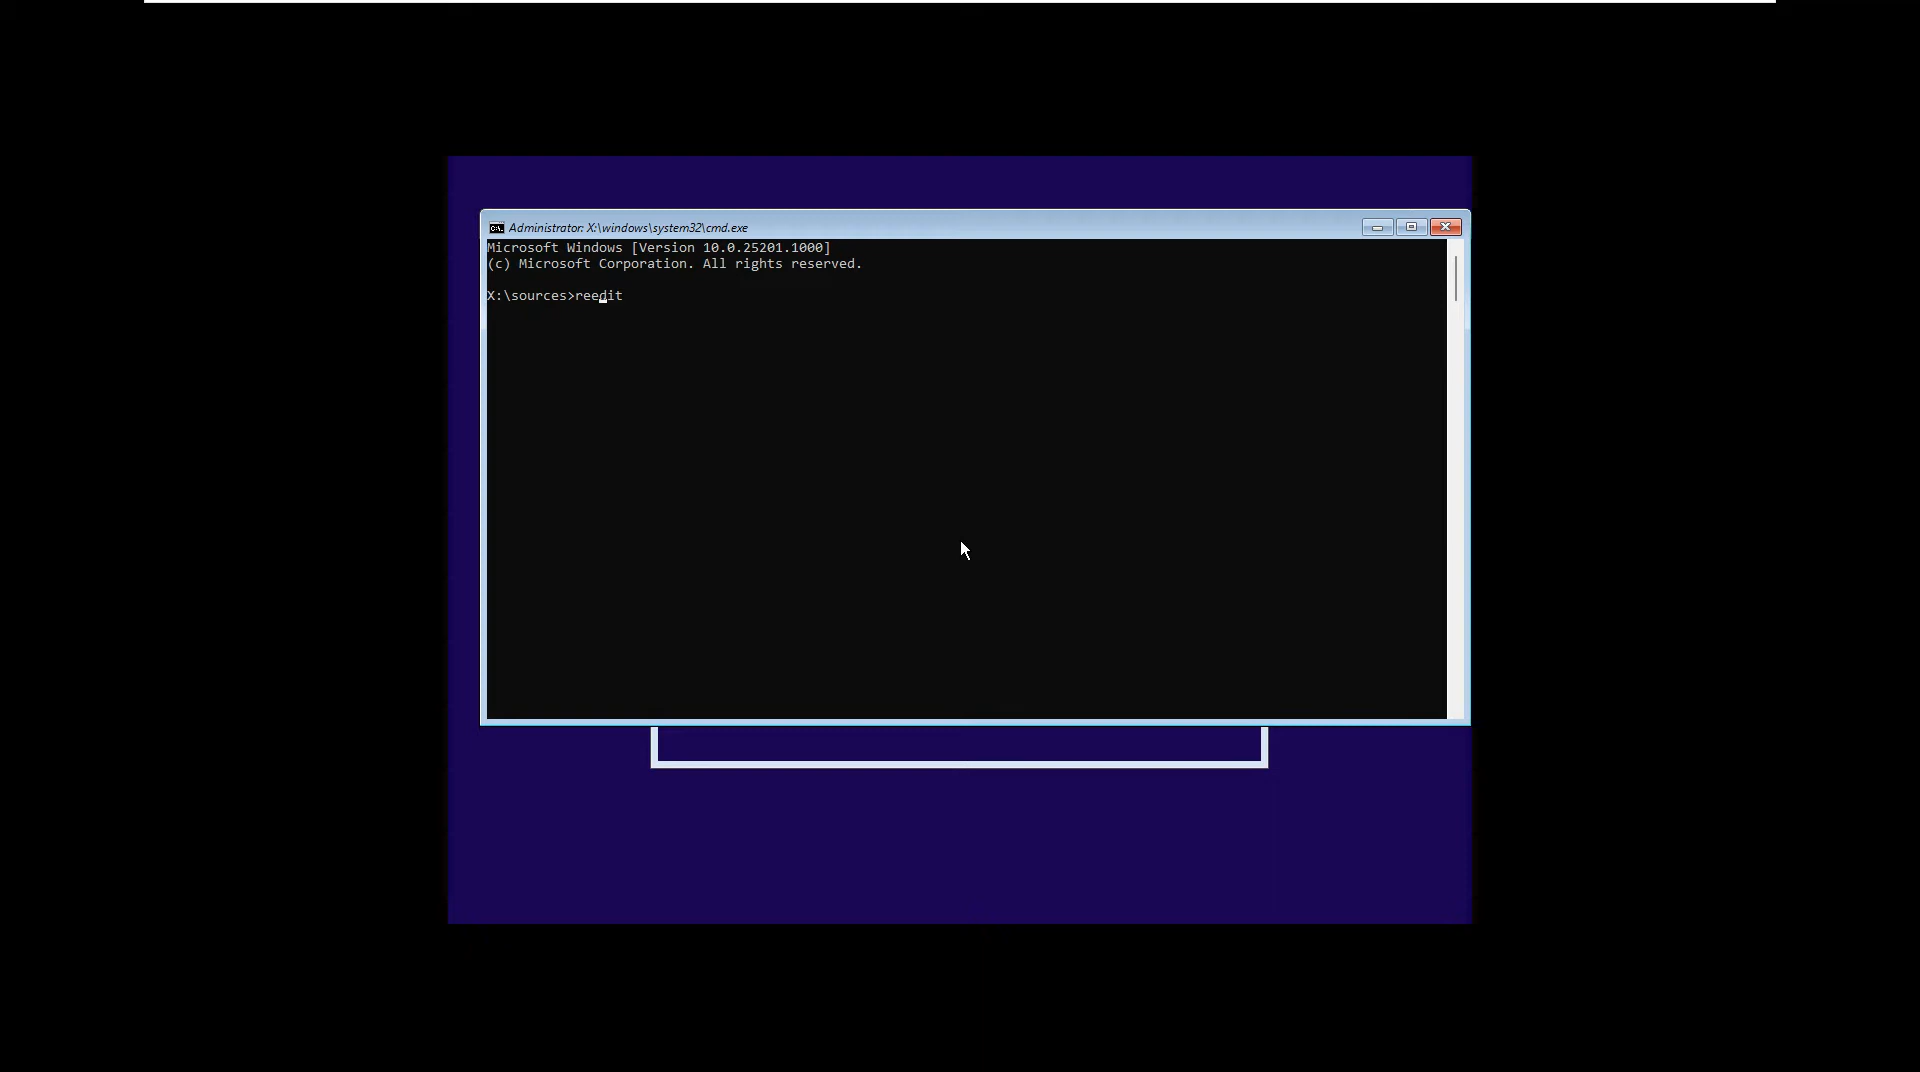 Administrator: X:\windows\system32\cmd.exe
Microsoft Windows [Version 10.0.25201.1000]
(c) Microsoft Corporation. All rights reserved.
X:\sources>reedit